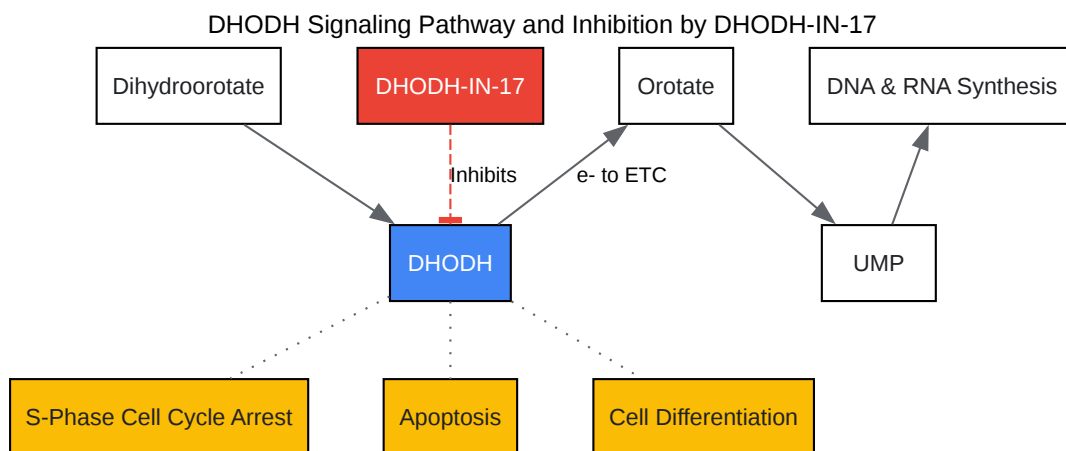 DHODH Signaling Pathway and Inhibition by DHODH-IN-17
Dihydroorotate
DHODH-IN-17
Orotate
DNA & RNA Synthesis
Inhibits
e- to ETC
DHODH
UMP
S-Phase Cell Cycle Arrest
Apoptosis
Cell Differentiation